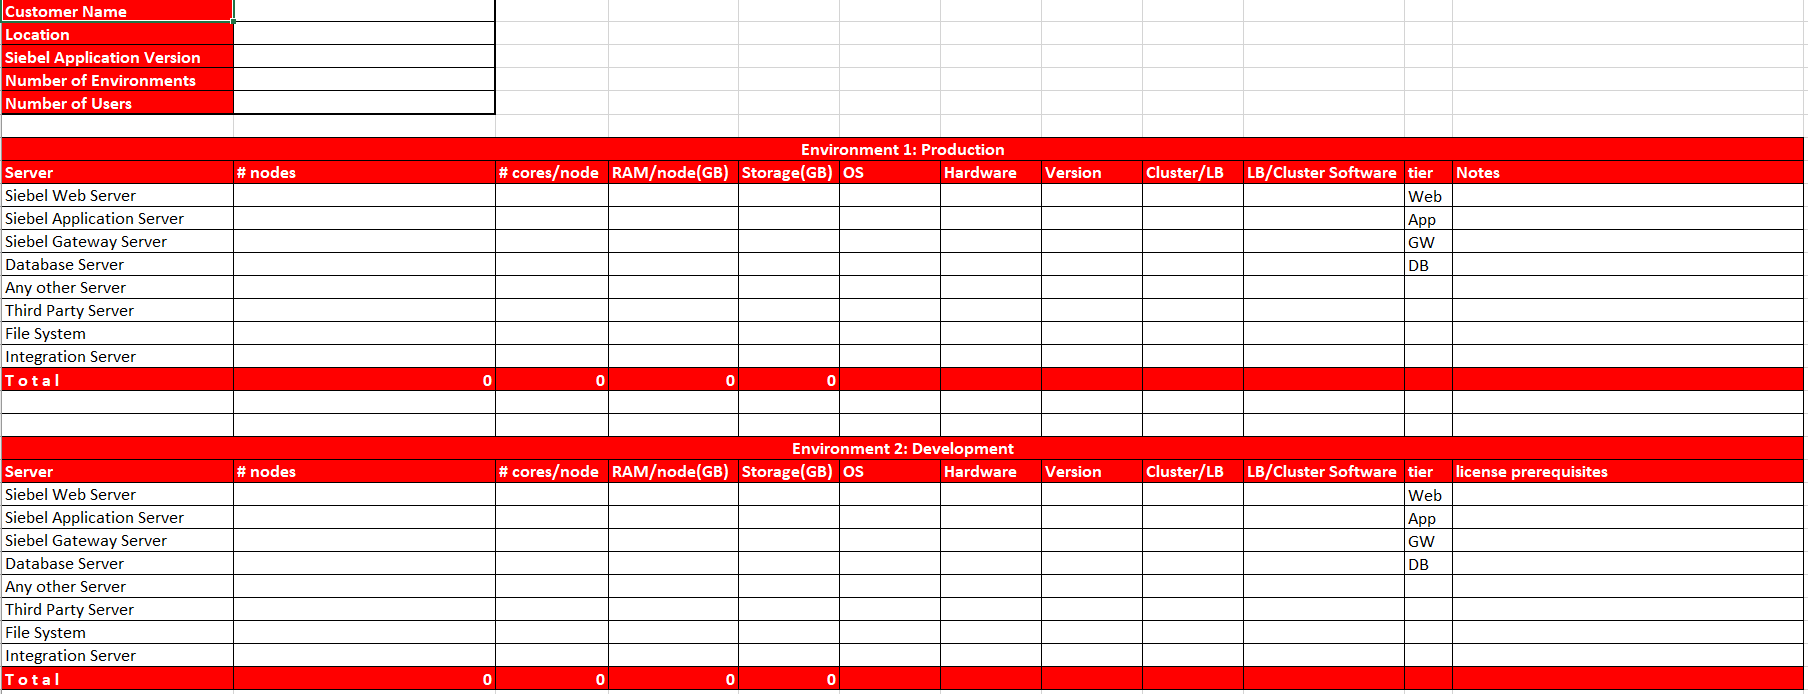 Customer Name
Location
Siebel Application Version
Number of Environments
Number of Users
Environment 1: Production
Server # nodes # cores/node RAM/node(GB) Storage(GB) OS Hardware Version Cluster/LB LB/Cluster Software tier Notes
Siebel Web Server Web
Siebel Application Server App
Siebel Gateway Server GW
Database Server DB
Any other Server
Third Party Server
File System
Integration Server
Total 0 0 0 0
Environment 2: Development
Server # nodes # cores/node RAM/node(GB) Storage(GB) OS Hardware Version Cluster/LB LB/Cluster Software tier license prerequisites
Siebel Web Server Web
Siebel Application Server App
Siebel Gateway Server GW
Database Server DB
Any other Server
Third Party Server
File System
Integration Server
Total 0 0 0 0